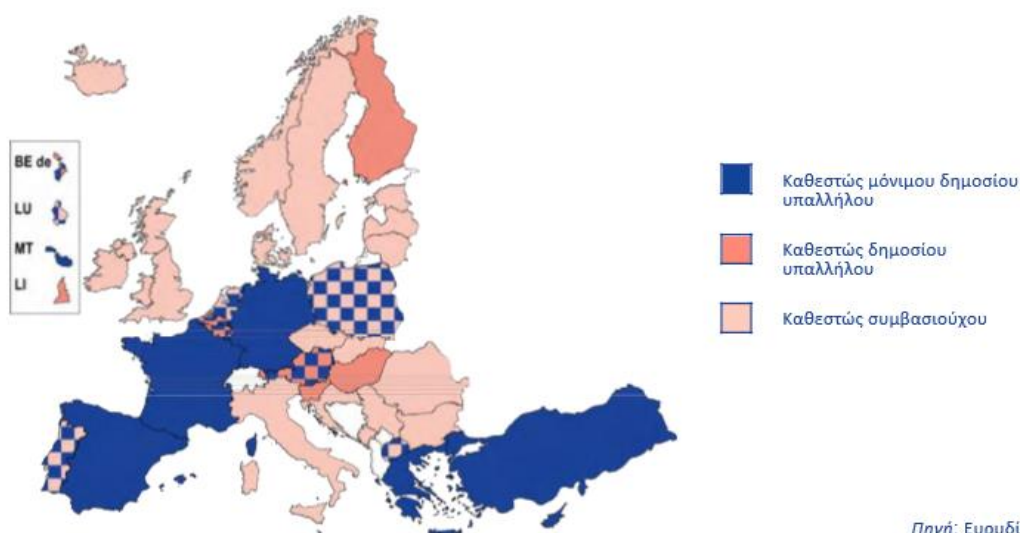 BE de
LU
MT
LI
Καθεστώς μόνιμου δημοσίου
υπαλλήλου
Καθεστώς δημοσίου
υπαλλήλου
Καθεστώς συμβασιούχου
Πηγή: Ευρυδί